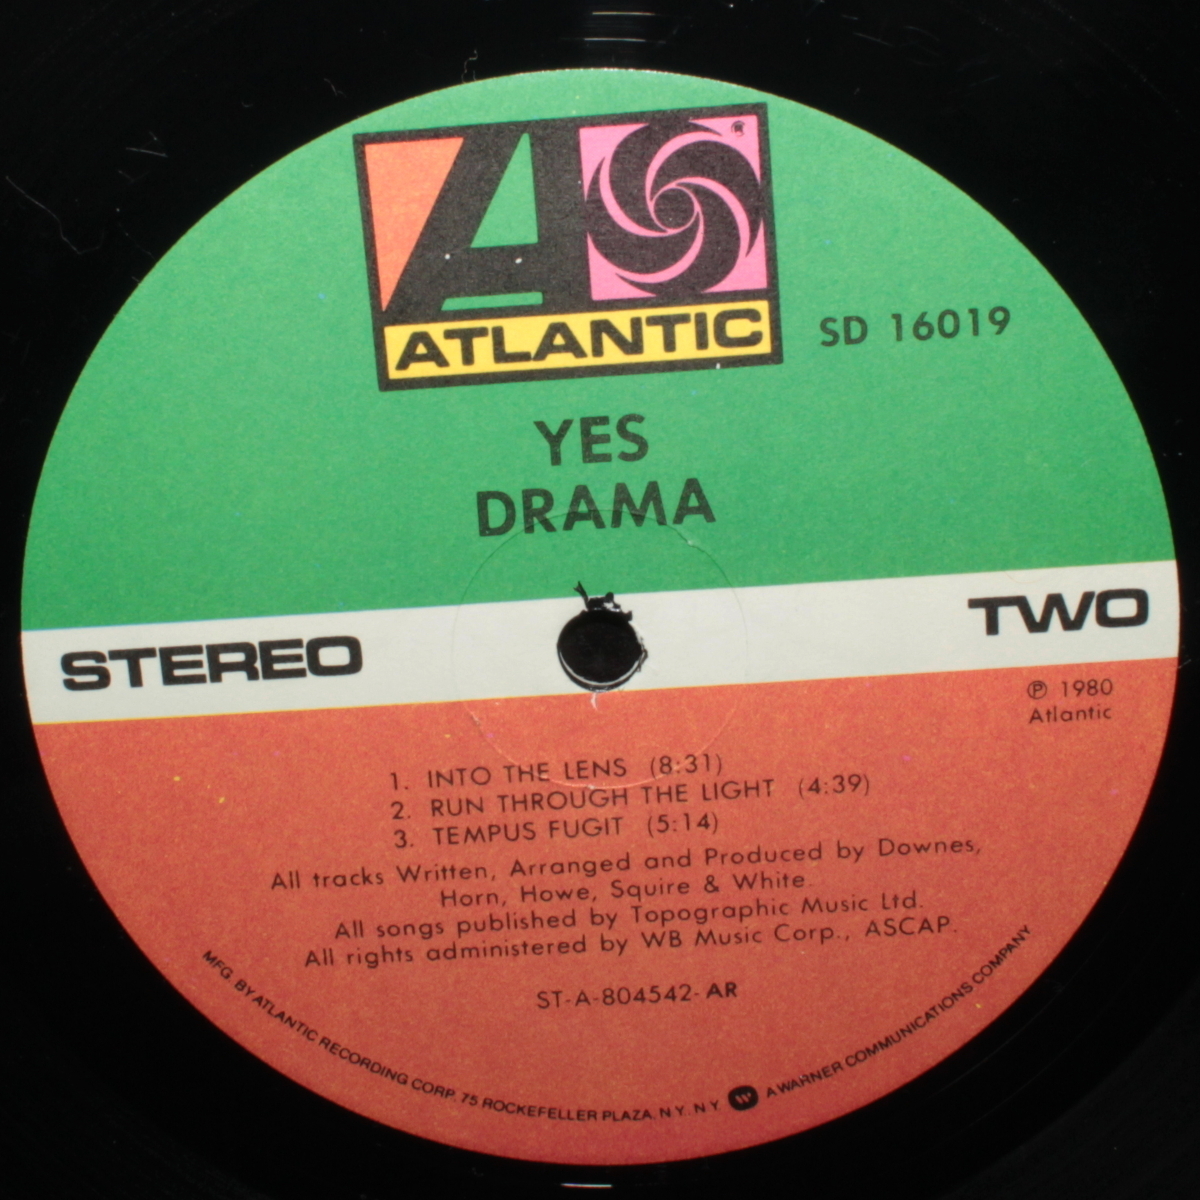 ATLANTIC
SD 16019
YES
DRAMA
STEREO
TWO
℗ 1980
Atlantic
1. INTO THE LENS (8:31)
2. RUN THROUGH THE LIGHT (4:39)
3. TEMPUS FUGIT (5:14)
All tracks Written, Arranged and Produced by Downes,
Horn, Howe, Squire & White.
All songs published by Topographic Music Ltd.
All rights administered by WB Music Corp., ASCAP.
ST-A-804542-AR
MFG. BY ATLANTIC RECORDING CORP. 75 ROCKEFELLER PLAZA, N.Y. N.Y. W A WARNER COMMUNICATIONS COMPANY